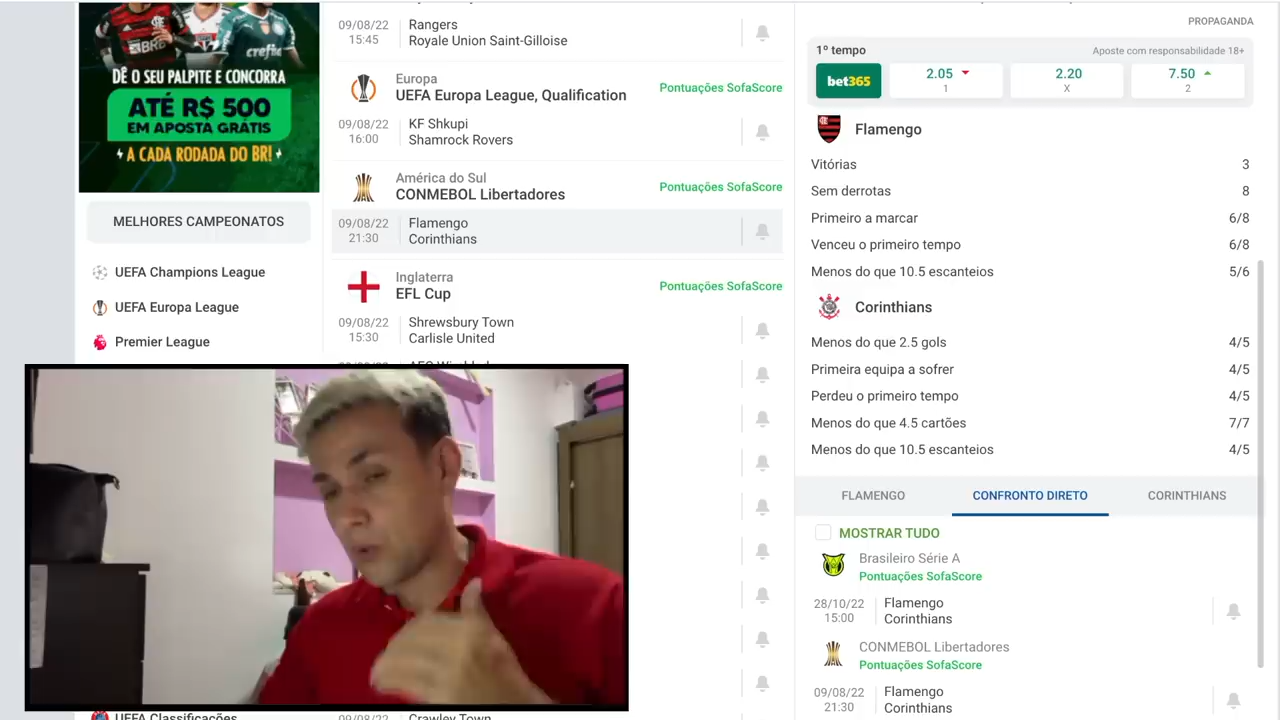 DÊ O SEU PALPITE E CONCORRA
ATÉ R$ 500
EM APOSTA GRÁTIS
A CADA RODADA DO BR!
MELHORES CAMPEONATOS
UEFA Champions League
UEFA Europa League
Premier League
09/08/22
15:45
Rangers
Royale Union Saint-Gilloise
Europa
UEFA Europa League, Qualification
Pontuações SofaScore
09/08/22
16:00
KF Shkupi
Shamrock Rovers
América do Sul
CONMEBOL Libertadores
Pontuações SofaScore
09/08/22
21:30
Flamengo
Corinthians
Inglaterra
EFL Cup
Pontuações SofaScore
09/08/22
15:30
Shrewsbury Town
Carlisle United
UEFA Classificações
09/08/22
Crawley Town
PROPAGANDA
1º tempo
Aposte com responsabilidade 18+
bet365
2.05
1
2.20
X
7.50
2
Flamengo
Vitórias 3
Sem derrotas 8
Primeiro a marcar 6/8
Venceu o primeiro tempo 6/8
Menos do que 10.5 escanteios 5/6
Corinthians
Menos do que 2.5 gols 4/5
Primeira equipa a sofrer 4/5
Perdeu o primeiro tempo 4/5
Menos do que 4.5 cartões 7/7
Menos do que 10.5 escanteios 4/5
FLAMENGO
CONFRONTO DIRETO
CORINTHIANS
MOSTRAR TUDO
Brasileiro Série A
Pontuações SofaScore
28/10/22
15:00
Flamengo
Corinthians
CONMEBOL Libertadores
Pontuações SofaScore
09/08/22
21:30
Flamengo
Corinthians